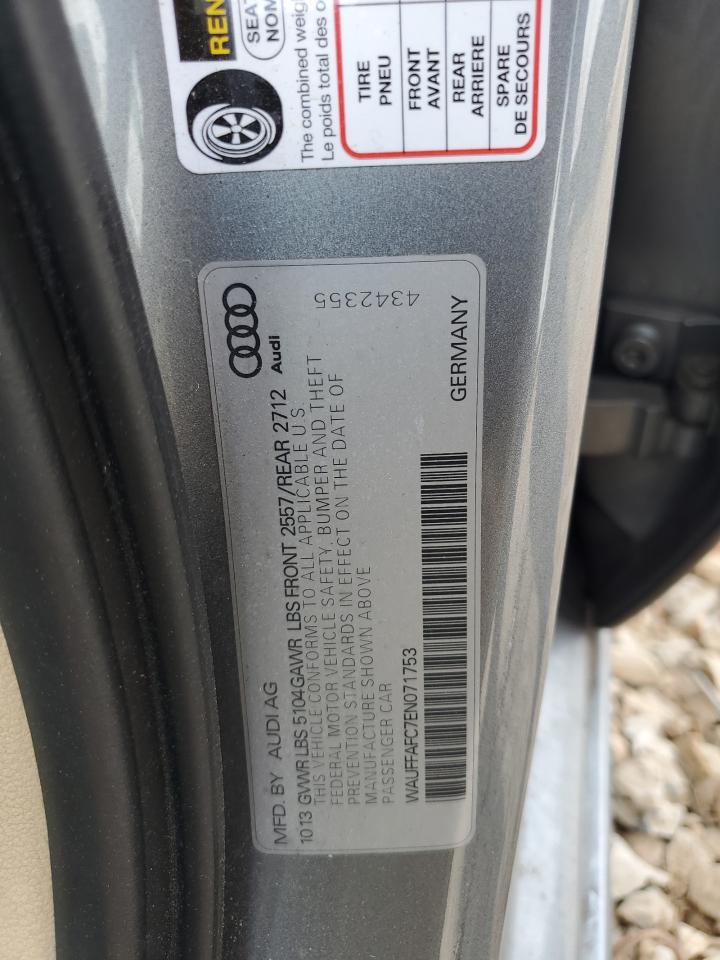 REN
SEA
NOM
The combined weig
Le poids total des o
TIRE
PNEU
FRONT
AVANT
REAR
ARRIERE
SPARE
DE SECOURS
MFD. BY AUDI AG
10 13 GVWR LBS 5104 GAWR LBS FRONT 2557/REAR 2712
THIS VEHICLE CONFORMS TO ALL APPLICABLE U S
FEDERAL MOTOR VEHICLE SAFETY, BUMPER AND THEFT
PREVENTION STANDARDS IN EFFECT ON THE DATE OF
MANUFACTURE SHOWN ABOVE
PASSENGER CAR
WAUFFAFC7EN071753
Audi
4342355
GERMANY